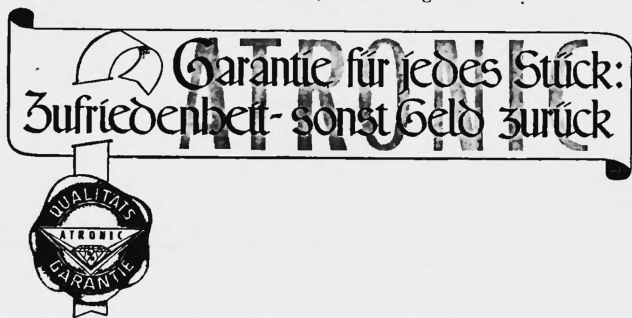 ATRONIC
Garantie für jedes Stück:
Zufriedenheit - sonst Geld zurück
QUALITÄTS
ATRONIC
GARANTIE